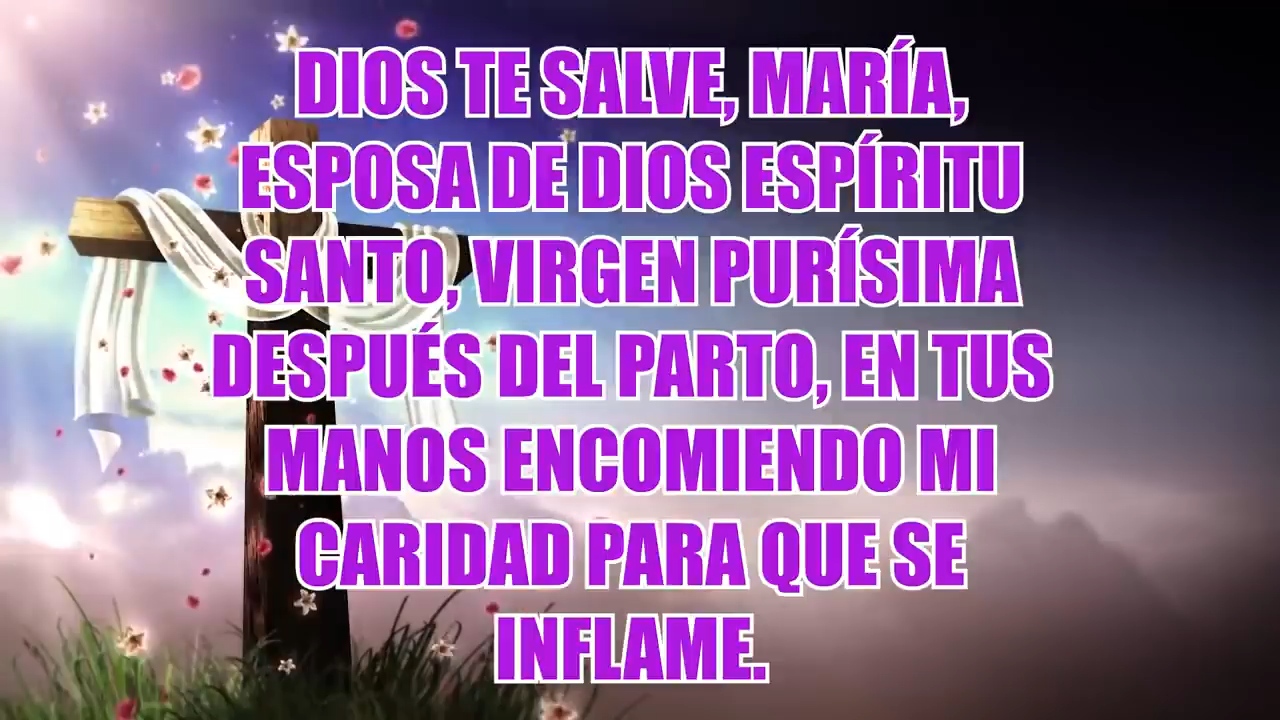 DIOS TE SALVE, MARÍA,
ESPOSA DE DIOS ESPÍRITU
SANTO, VIRGEN PURÍSIMA
DESPUÉS DEL PARTO, EN TUS
MANOS ENCOMIENDO MI
CARIDAD PARA QUE SE
INFLAME.